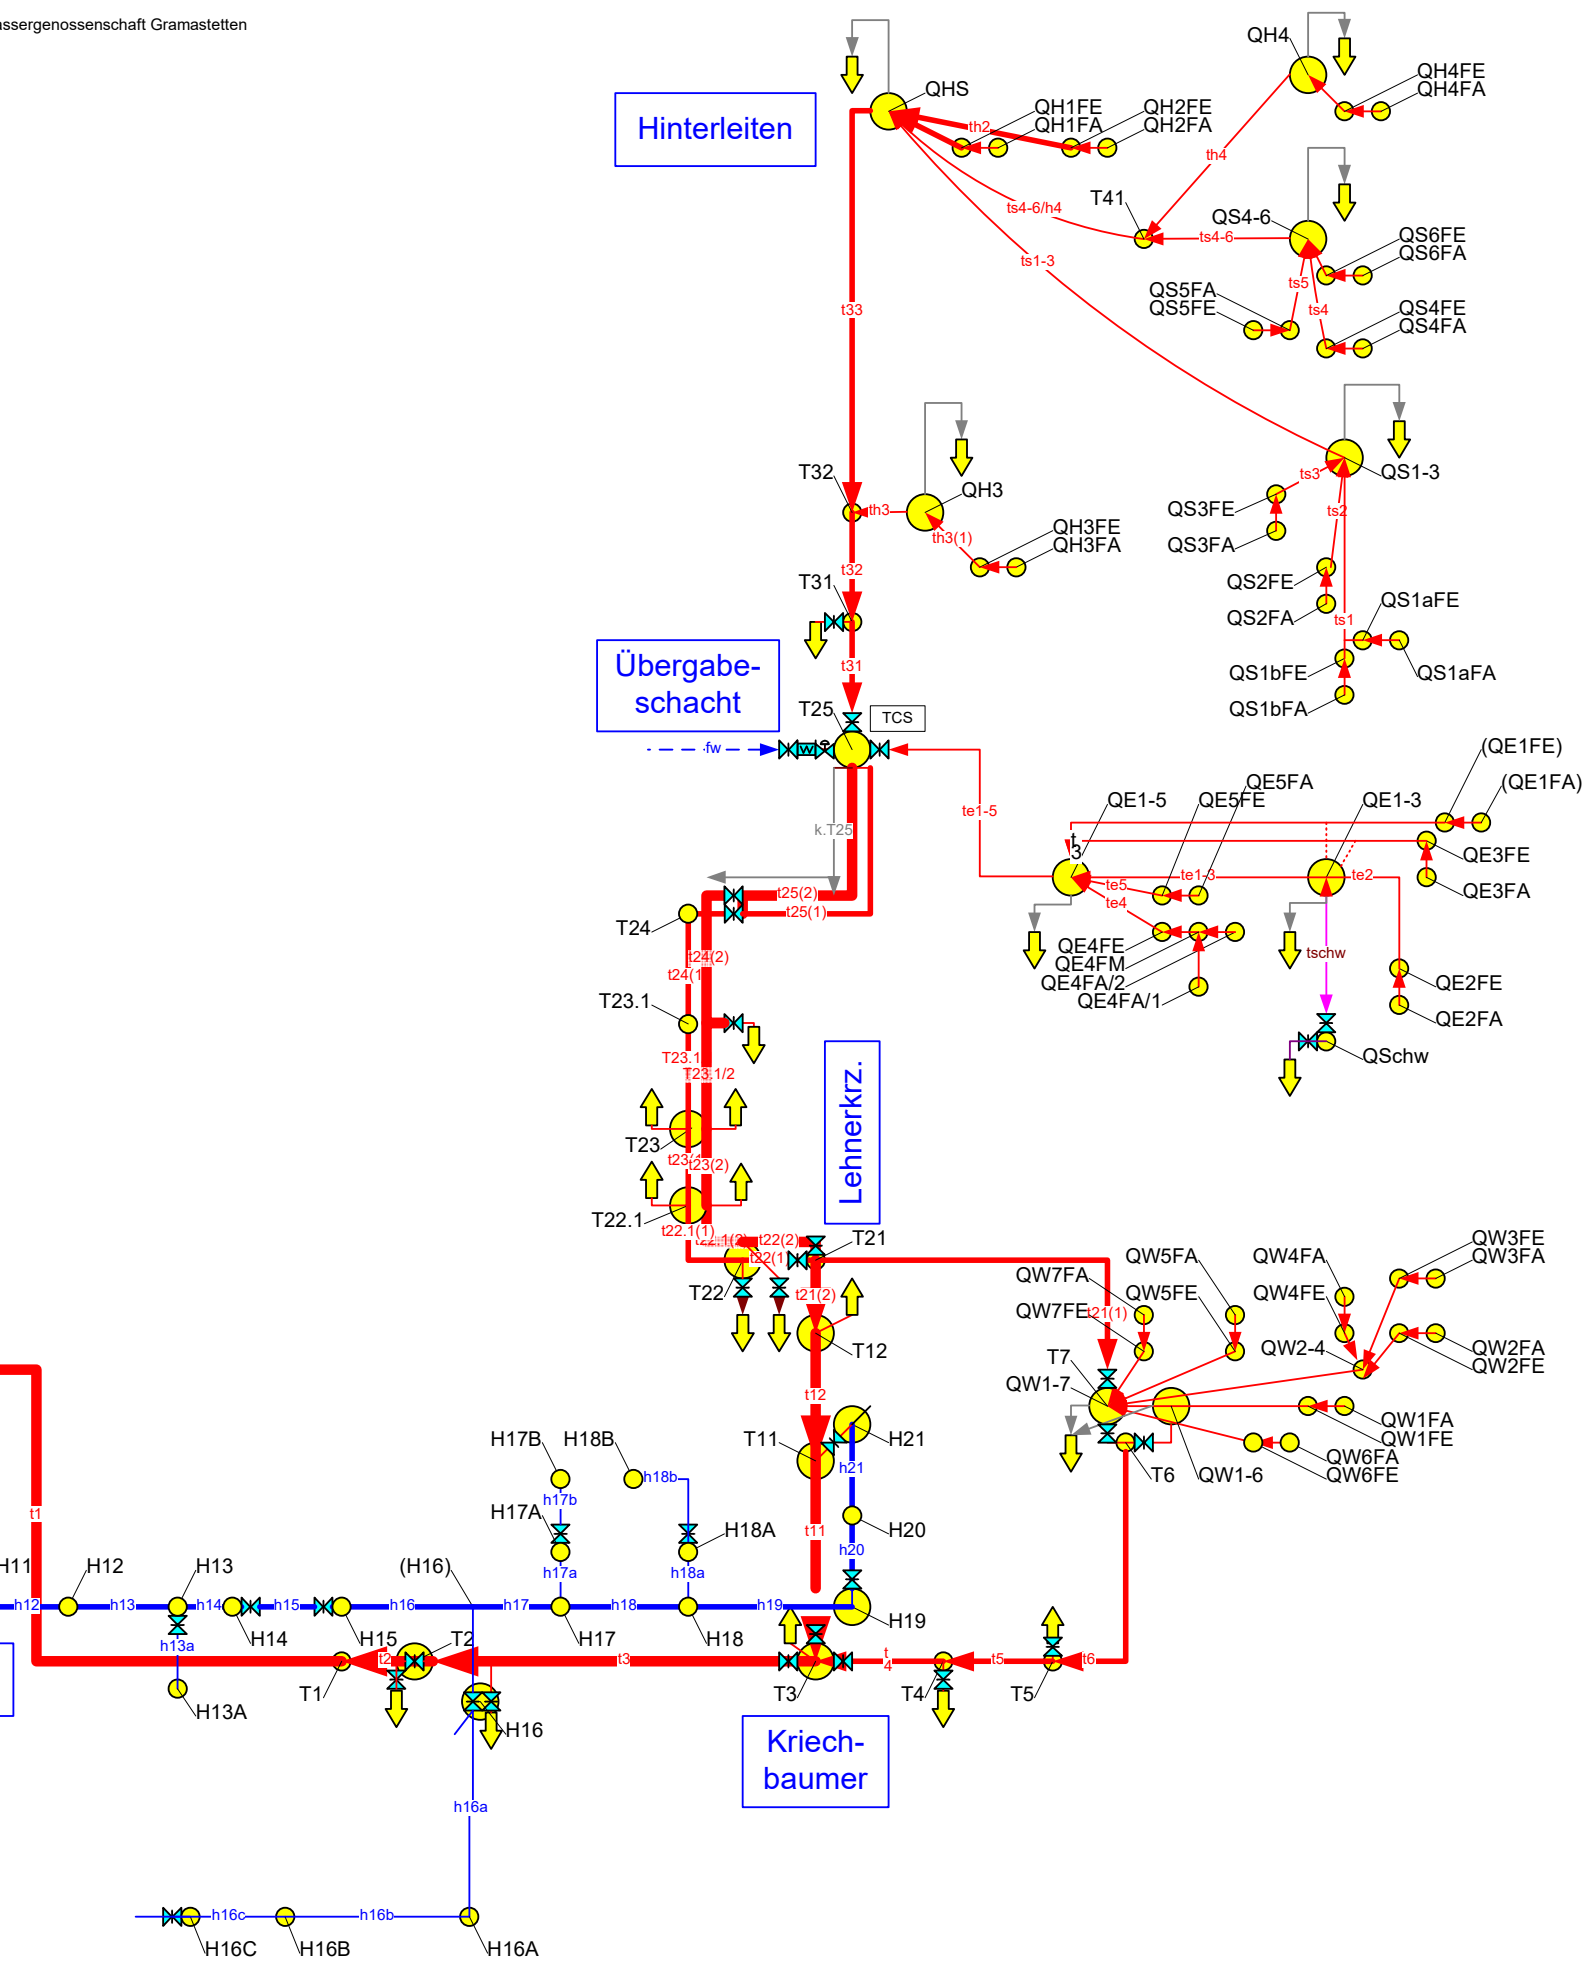 assergenossenschaft Gramastetten
QH4
QH4FE
QH4FA
QHS
Hinterleiten
QH1FE
QH1FA
QH2FE
QH2FA
th2
th4
T41
QS4-6
ts4-6/h4
ts4-6
QS6FE
QS6FA
ts1-3
ts5
ts4
QS5FA
QS5FE
QS4FE
QS4FA
t33
T32
QH3
th3
th3(1)
QH3FE
QH3FA
QS1-3
ts3
ts2
QS3FE
QS3FA
t32
T31
QS2FE
QS2FA
QS1aFE
ts1
QS1bFE
QS1aFA
QS1bFA
Übergabe-
schacht
t31
T25
TCS
fw
(QE1FE)
(QE1FA)
te1-5
QE1-5
QE5FE
QE5FA
QE1-3
k.T25
t
3
QE3FE
QE3FA
te5
te1-3
te2
te4
t25(2)
t25(1)
T24
QE4FE
QE4FM
QE4FA/2
QE4FA/1
tschw
QE2FE
QE2FA
t24(2)
t24(1
T23.1
QSchw
T23.1
T23.1/2
Lehnerkrz.
T23
t23(
t23(2)
T22.1
t22.1(1)
t22(2)
t22(1)
T21
T22
t21(2)
T12
QW7FA
QW7FE
t21(1)
QW5FA
QW5FE
QW4FA
QW4FE
QW3FE
QW3FA
QW2-4
QW2FA
QW2FE
T7
QW1-7
t12
QW1FA
QW1FE
QW6FA
QW6FE
T6
QW1-6
H17B
H18B
T11
H21
h18b
h21
h17b
H17A
H18A
H20
t1
t11
h20
H11
H12
H13
(H16)
h17a
h18a
h12
h13
h14
h15
h16
h17
h18
h19
H14
H15
H17
H18
H19
h13a
T2
t2
t3
t
4
t5
t6
T1
H13A
H16
T3
T4
T5
Kriech-
baumer
h16a
h16c
h16b
H16C
H16B
H16A